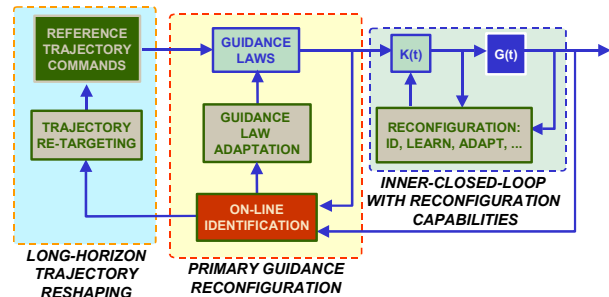 REFERENCE
TRAJECTORY
COMMANDS
GUIDANCE
LAWS
K(t)
G(t)
TRAJECTORY
RE-TARGETING
GUIDANCE
LAW
ADAPTATION
RECONFIGURATION:
ID, LEARN, ADAPT, ...
ON-LINE
IDENTIFICATION
INNER-CLOSED-LOOP
WITH RECONFIGURATION
CAPABILITIES
LONG-HORIZON
TRAJECTORY
RESHAPING
PRIMARY GUIDANCE
RECONFIGURATION